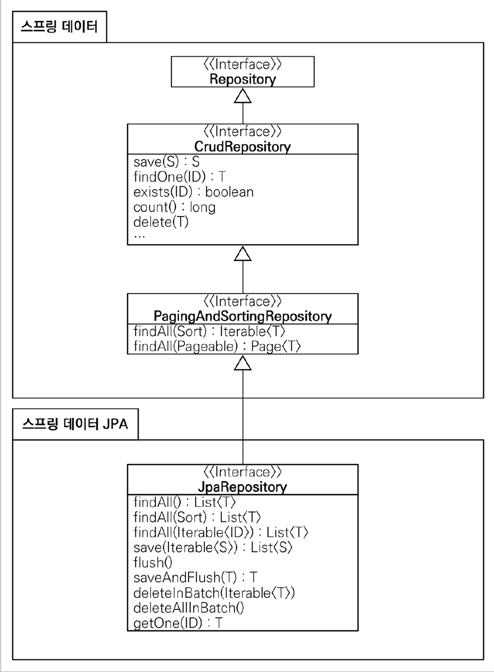 스프링 데이터
《Interface》
Repository
《Interface》
CrudRepository
save(S) : S
findOne(ID) : T
exists(ID) : boolean
count() : long
delete(T)
...
《Interface》
PagingAndSortingRepository
findAll(Sort) : Iterable〈T〉
findAll(Pageable) : Page〈T〉
스프링 데이터 JPA
《Interface》
JpaRepository
findAll() : List〈T〉
findAll(Sort) : List〈T〉
findAll(Iterable〈ID〉) : List〈T〉
save(Iterable〈S〉) : List〈S〉
flush()
saveAndFlush(T) : T
deleteInBatch(Iterable〈T〉)
deleteAllInBatch()
getOne(ID) : T